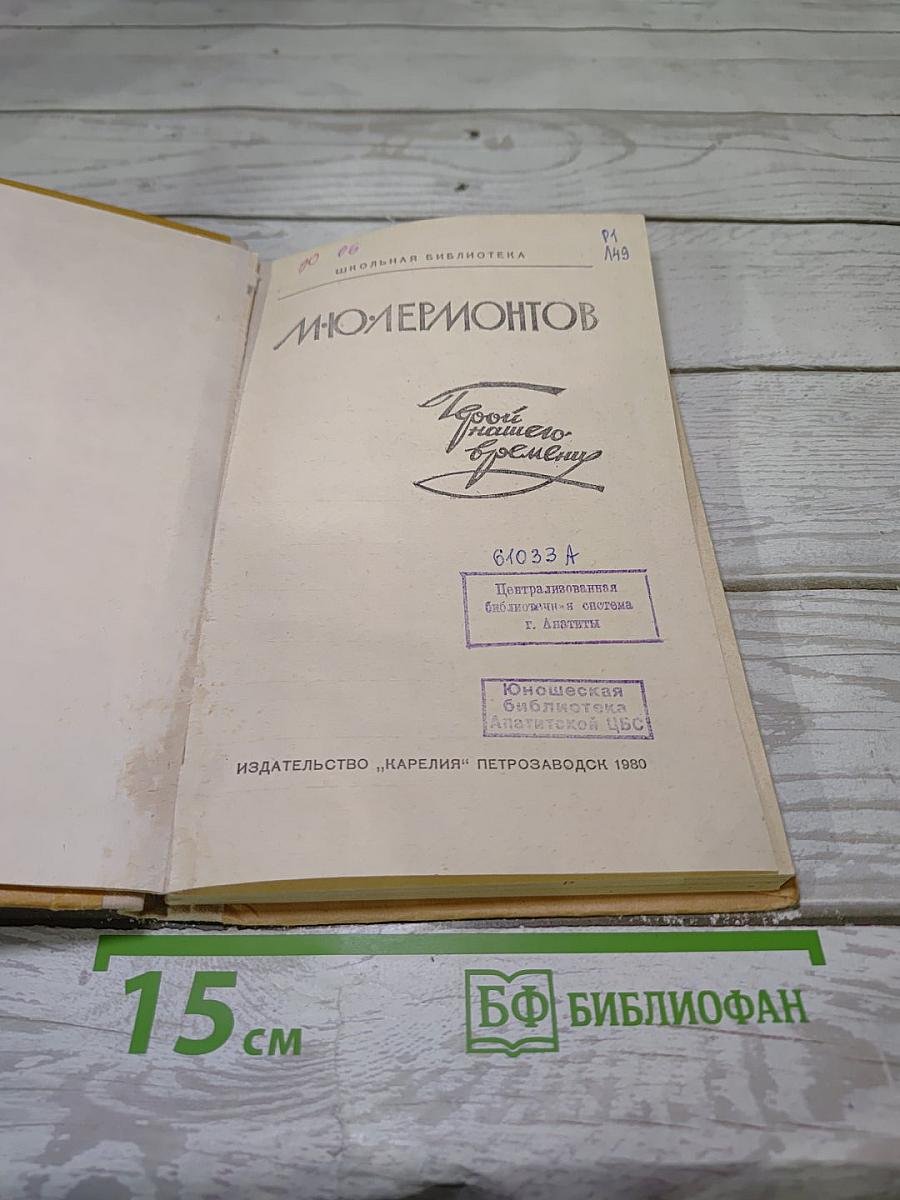 ШКОЛЬНАЯ БИБЛИОТЕКА
Р1
Л49
М·Ю·ЛЕРМОНТОВ
Герой
нашего
времени
61033 А
Централизованная
библиотечная система
г. Апатиты
Юношеская
библиотека
Апатитской ЦБС
ИЗДАТЕЛЬСТВО „КАРЕЛИЯ“ ПЕТРОЗАВОДСК 1980
15 см
БФ БИБЛИОФАН